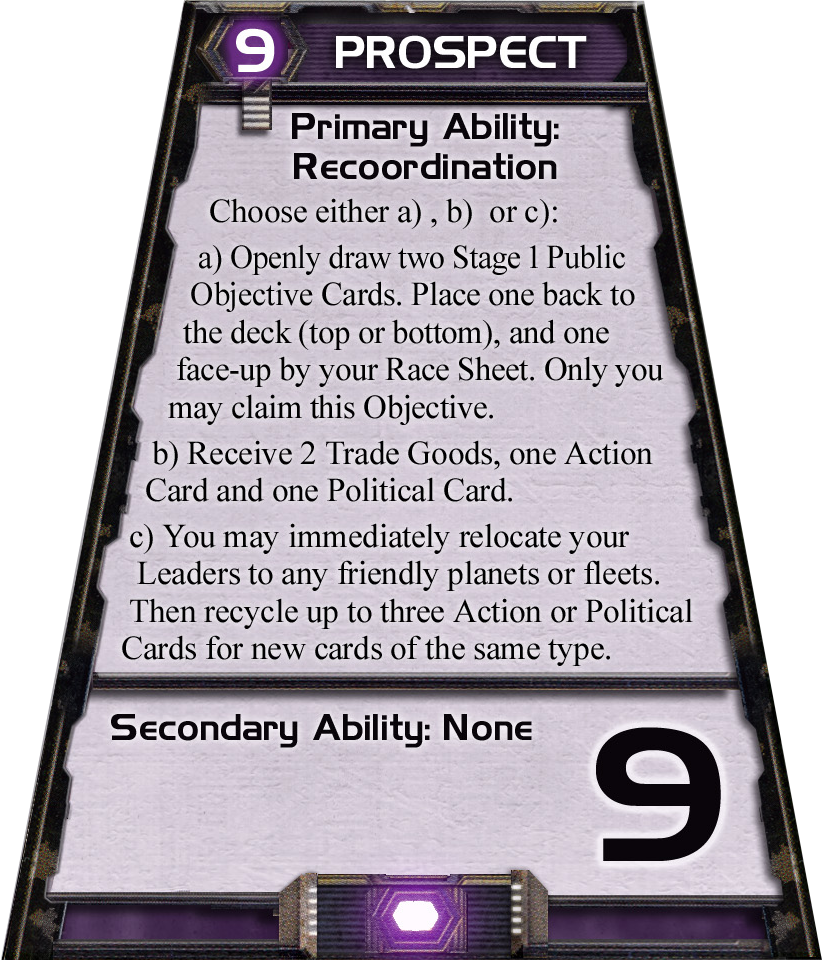 9 PROSPECT
Primary Ability:
Recoordination
Choose either a) , b)  or c):
a) Openly draw two Stage 1 Public
Objective Cards. Place one back to
the deck (top or bottom), and one
face-up by your Race Sheet. Only you
may claim this Objective.
b) Receive 2 Trade Goods, one Action
Card and one Political Card.
c) You may immediately relocate your
Leaders to any friendly planets or fleets.
Then recycle up to three Action or Political
Cards for new cards of the same type.
Secondary Ability: None
9